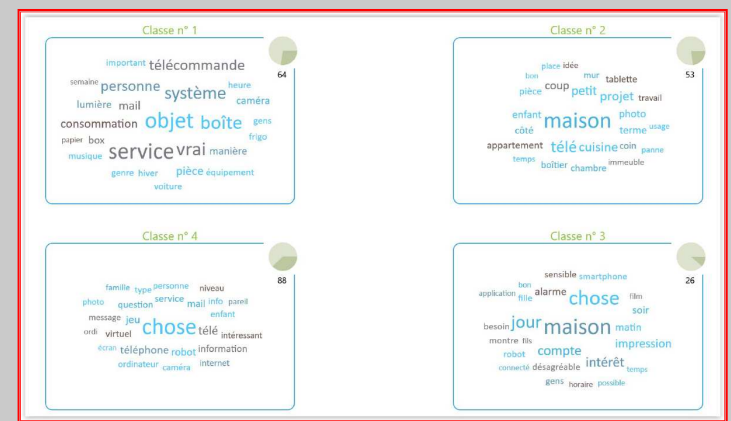 Classe n° 1
64
important télécommande
semaine personne système heure
lumière mail caméra
consommation objet boîte gens
papier box frigo
musique service vrai manière
genre hiver pièce équipement
voiture
Classe n° 2
53
place idée
bon mur tablette
pièce coup petit projet travail
enfant maison photo
côté terme usage
appartement télé cuisine coin panne
temps boîtier chambre immeuble
Classe n° 4
88
famille type personne niveau
photo question service mail info pareil
message jeu chose télé enfant
ordi virtuel intéressant
écran téléphone robot information
ordinateur caméra internet
Classe n° 3
26
sensible smartphone
application bon fille alarme chose film
soir
besoin jour maison matin
montre fils impression
robot compte intérêt
connecté désagréable temps
gens horaire possible